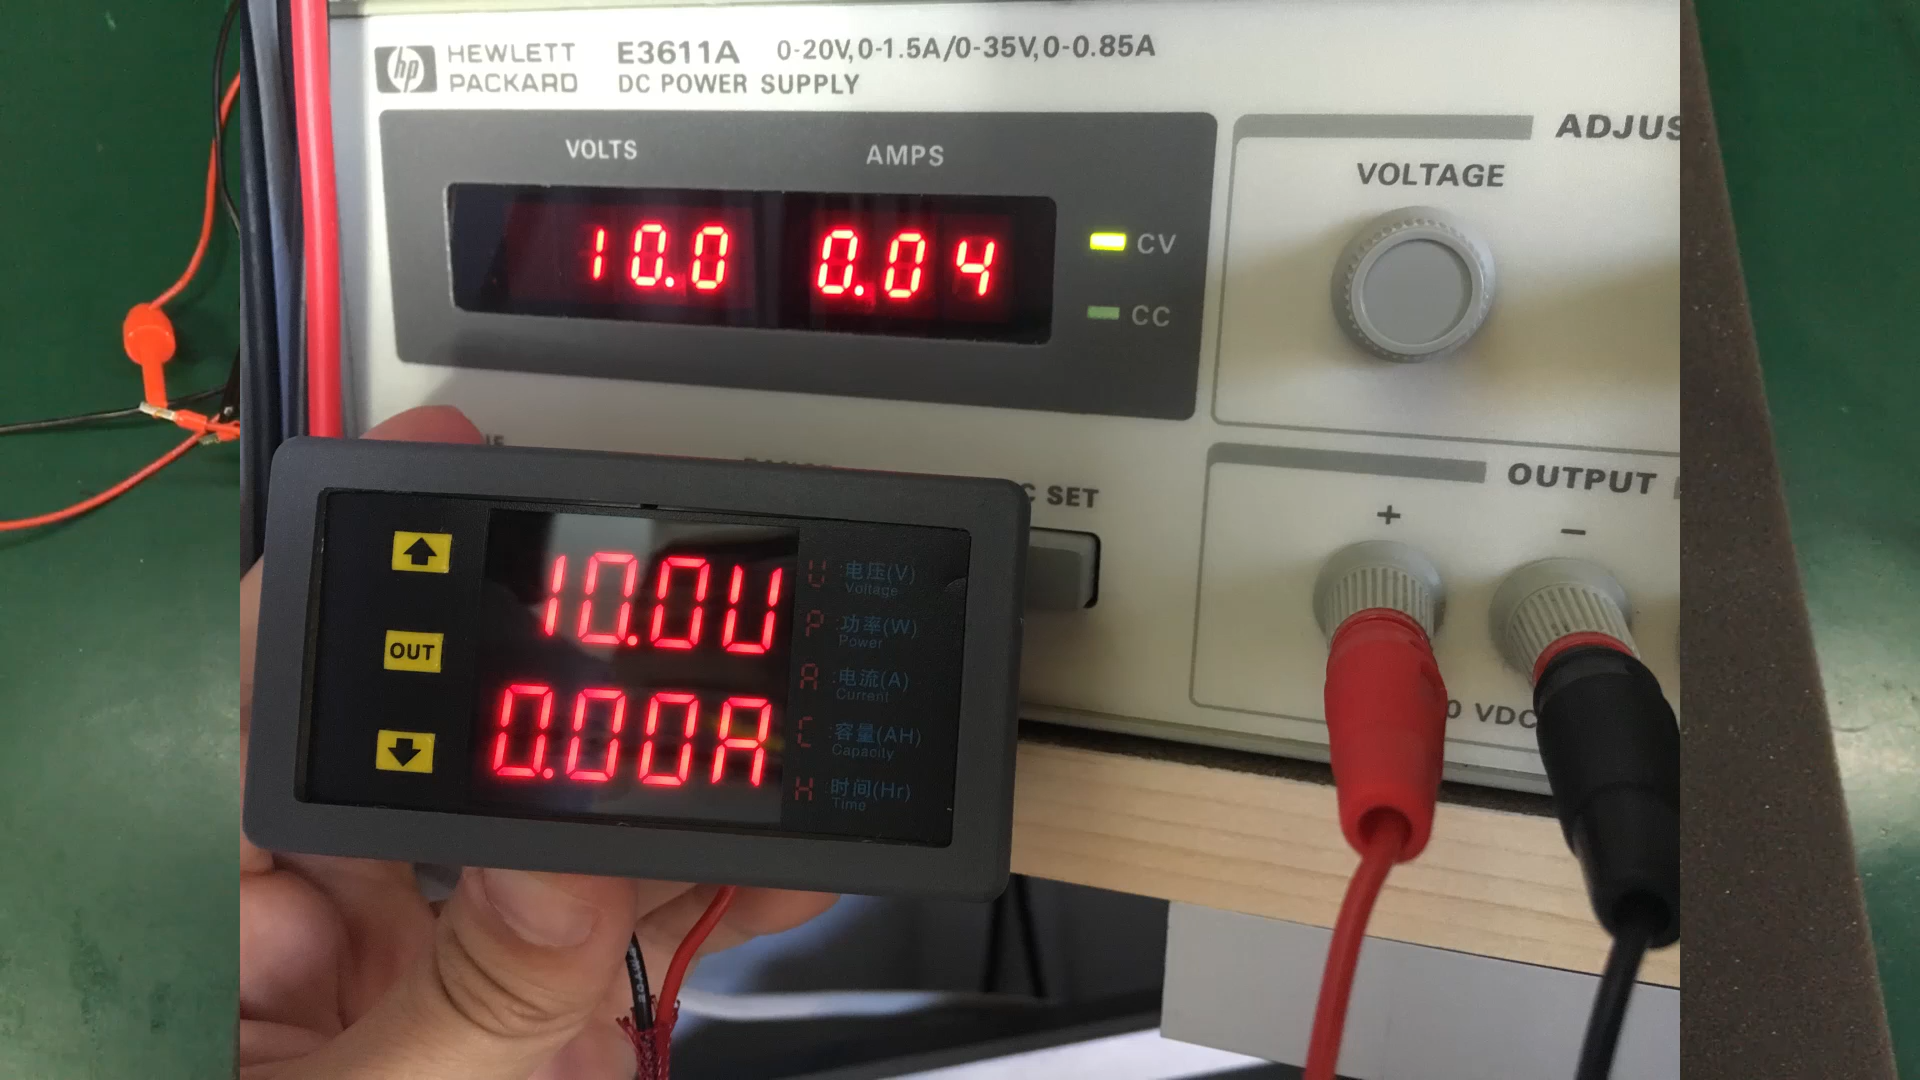 hp HEWLETT PACKARD
E3611A 0-20V,0-1.5A/0-35V,0-0.85A
DC POWER SUPPLY
VOLTS AMPS
10.0 0.04
CV
CC
VOLTAGE
C SET
OUTPUT
+ −
0 VDC
OUT
10.0U
0.00A
U :电压(V)
Voltage
P :功率(W)
Power
A :电流(A)
Current
C :容量(AH)
Capacity
H :时间(Hr)
Time